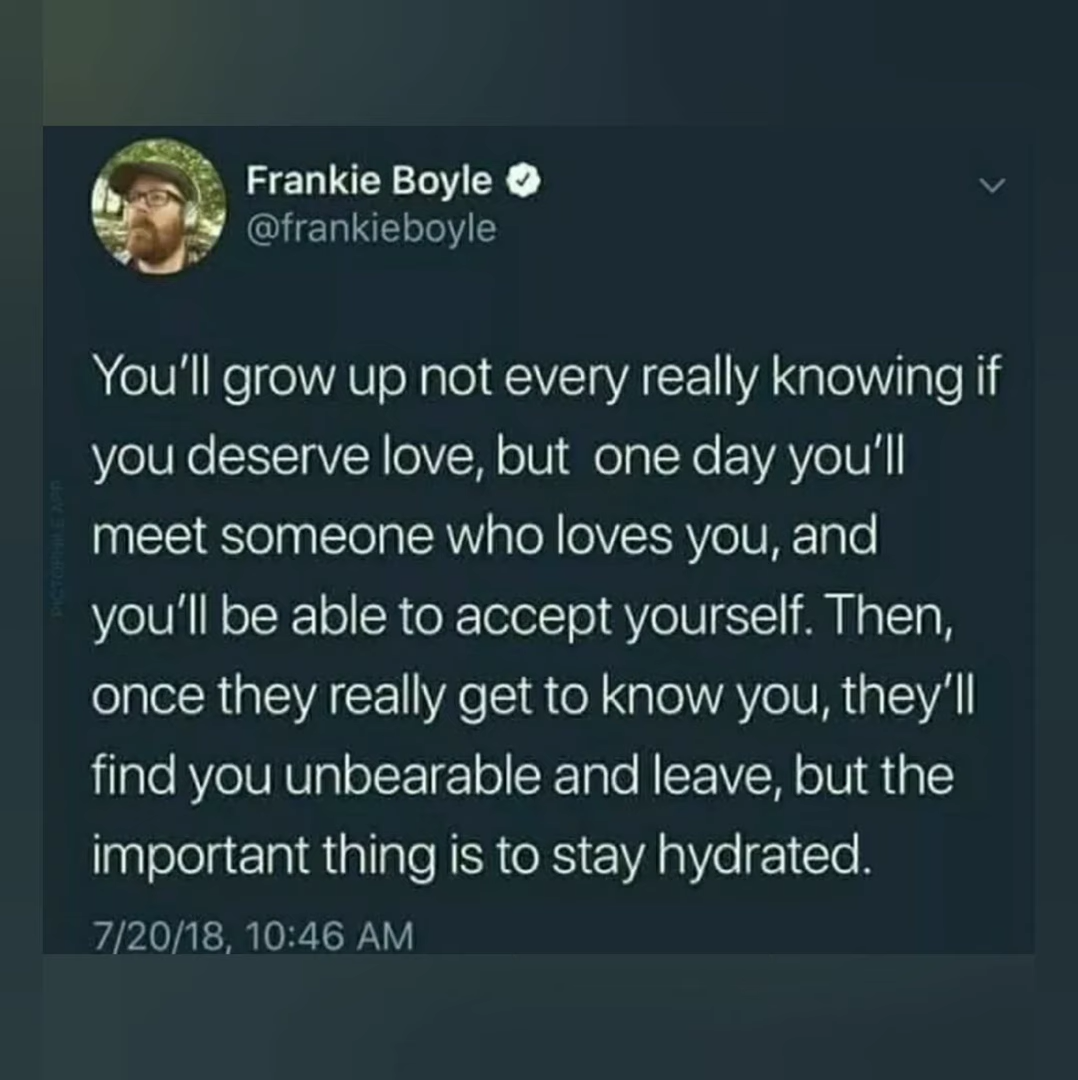 Frankie Boyle
@frankieboyle
You'll grow up not every really knowing if
you deserve love, but  one day you'll
meet someone who loves you, and
you'll be able to accept yourself. Then,
once they really get to know you, they'll
find you unbearable and leave, but the
important thing is to stay hydrated.
7/20/18, 10:46 AM